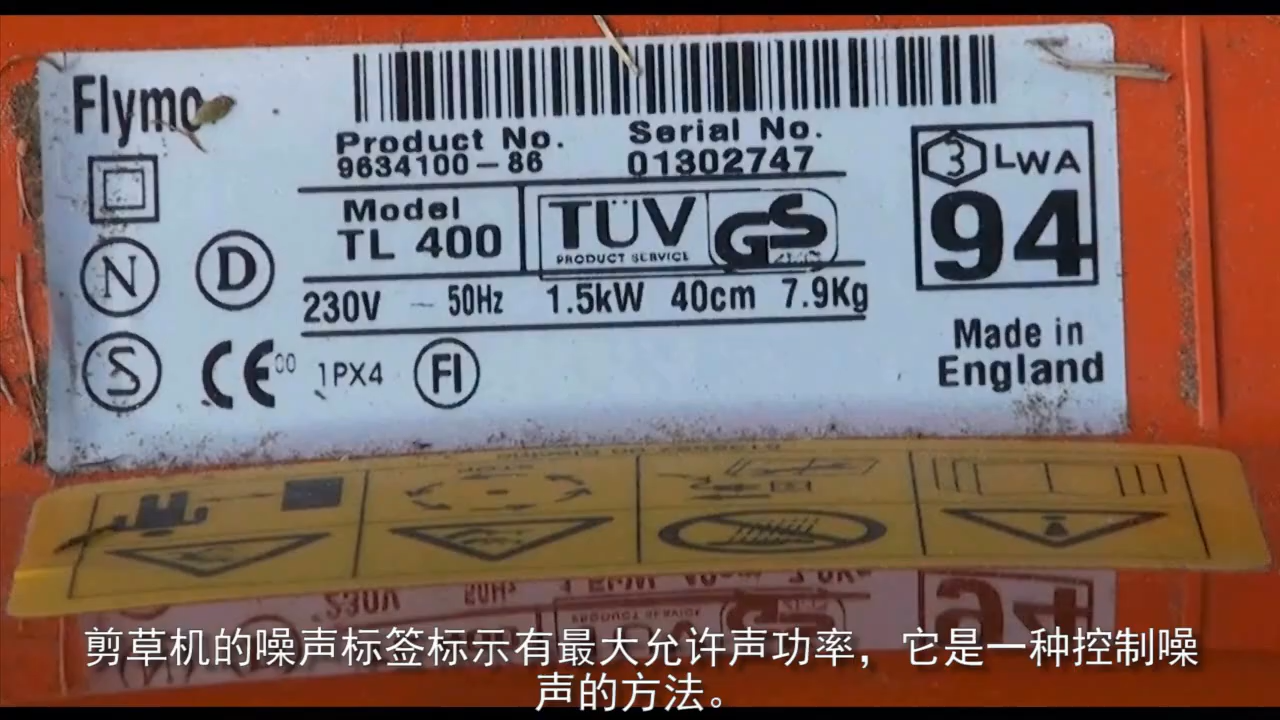 Flymo
Product No. Serial No.
9634100-86 01302747
3 LWA
94
Model
TL 400
TÜV GS
PRODUCT SERVICE
N D
230V ~ 50Hz 1.5kW 40cm 7.9Kg
S CE 00 1PX4 FI
Made in
England
STOP
剪草机的噪声标签标示有最大允许声功率，它是一种控制噪
声的方法。